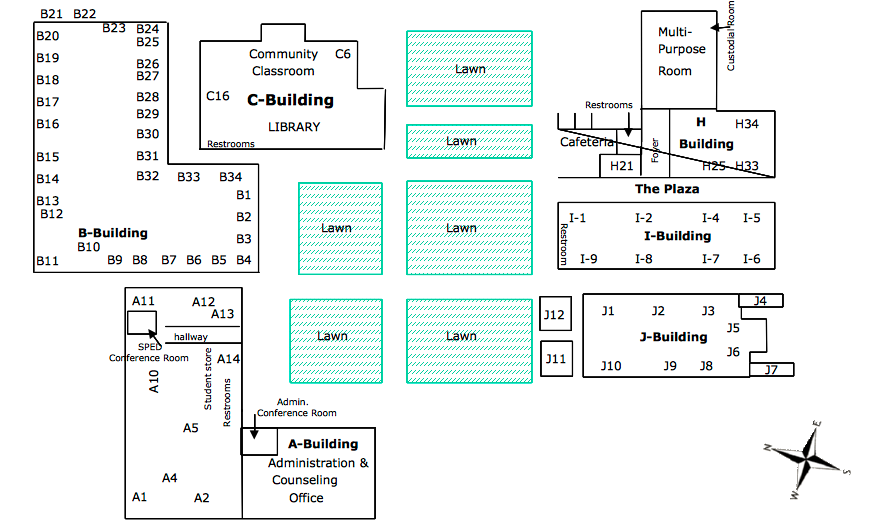 B21 B22
B23 B24
B25
B20
B19
B26
B27
B18
B17
B28
B29
B16
B30
B15
B31
B14
B32
B33
B34
B13
B12
B1
B2
B-Building
B3
B10
B11
B9
B8
B7
B6
B5
B4
Community
Classroom
C6
C16
C-Building
LIBRARY
Restrooms
Lawn
Lawn
Lawn
Lawn
Lawn
Lawn
Multi-
Purpose
Room
Custodial Room
Restrooms
Cafeteria
Foyer
H
Building
H34
H21
H25
H33
The Plaza
I-1
I-2
I-4
I-5
Restroom
I-Building
I-9
I-8
I-7
I-6
J12
J11
J1
J2
J3
J4
J5
J-Building
J6
J10
J9
J8
J7
A11
A12
A13
hallway
SPED
Conference Room
A14
Student store
Restrooms
A10
Admin.
Conference Room
A5
A-Building
Administration &
Counseling
Office
A4
A1
A2
N
E
S
W